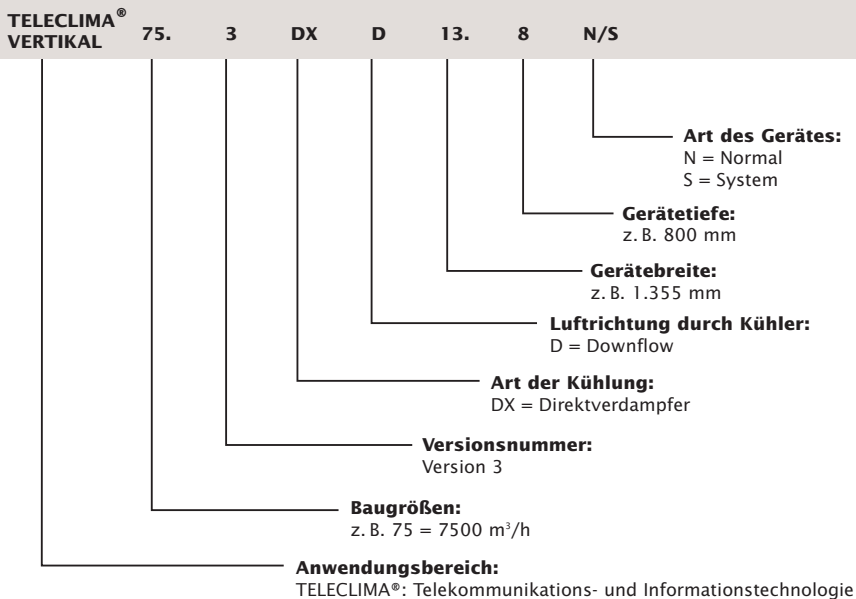 TELECLIMA®
VERTIKAL 75. 3 DX D 13. 8 N/S
Art des Gerätes:
N = Normal
S = System
Gerätetiefe:
z. B. 800 mm
Gerätebreite:
z. B. 1.355 mm
Luftrichtung durch Kühler:
D = Downflow
Art der Kühlung:
DX = Direktverdampfer
Versionsnummer:
Version 3
Baugrößen:
z. B. 75 = 7500 m³/h
Anwendungsbereich:
TELECLIMA®: Telekommunikations- und Informationstechnologie